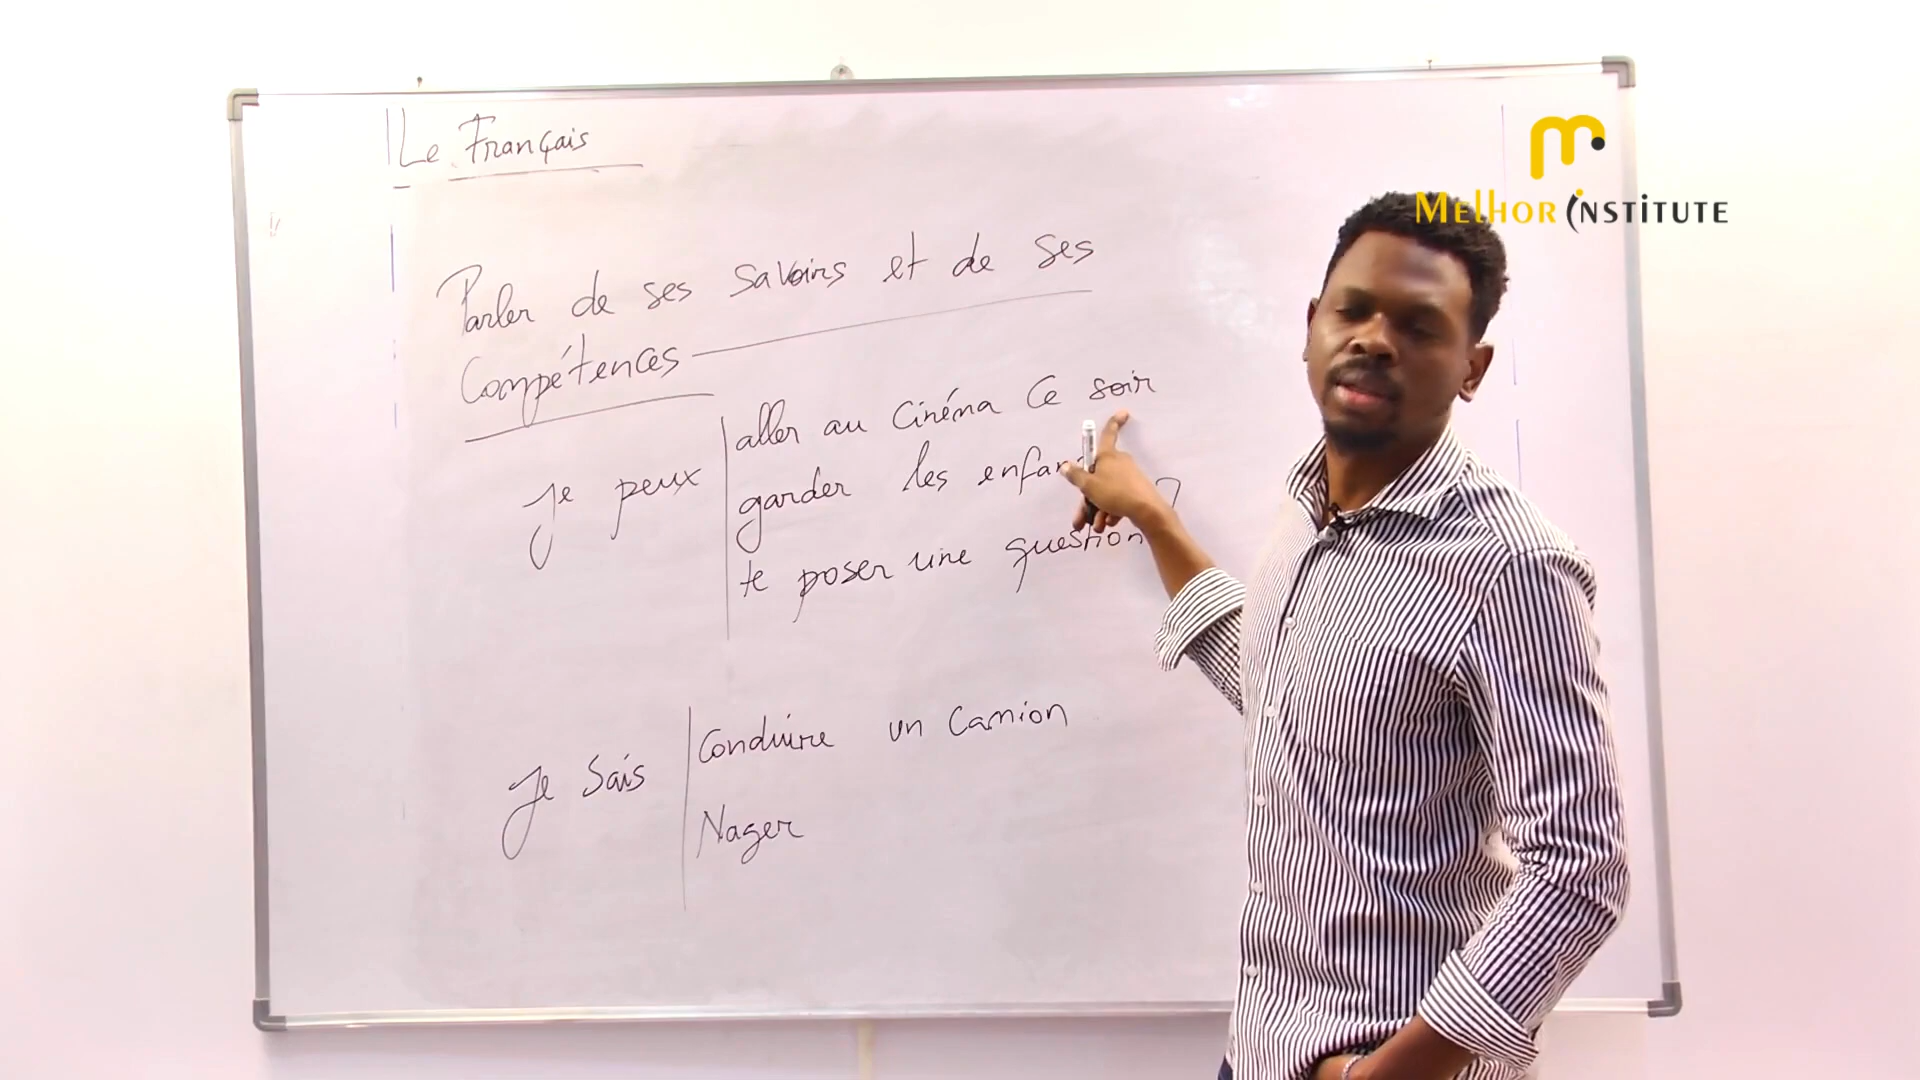 Le Français
Parler de ses savoirs et de ses
Compétences
je peux
aller au Cinéma Ce soir
garder les enfants
te poser une question ?
je Sais
Conduire un Camion
Nager
MELHOR INSTITUTE